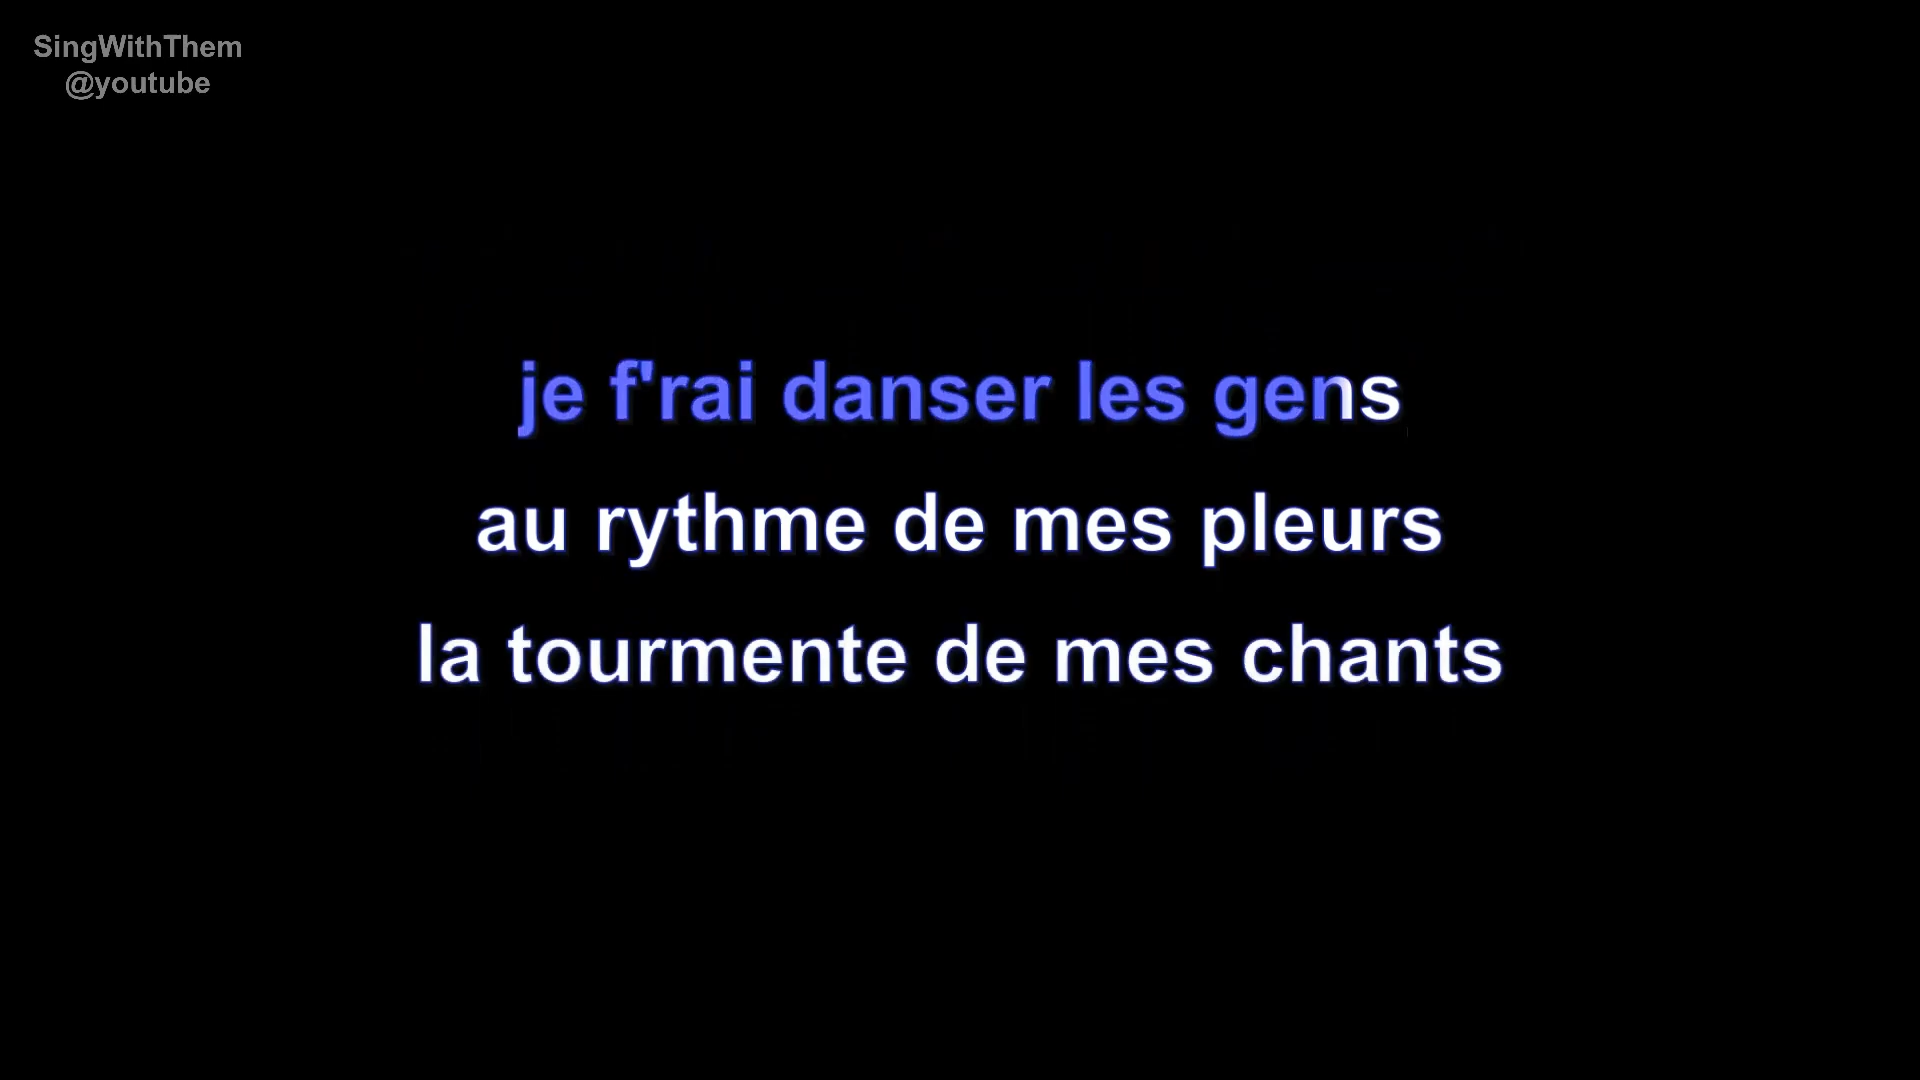 SingWithThem
@youtube
je f'rai danser les gens
au rythme de mes pleurs
la tourmente de mes chants